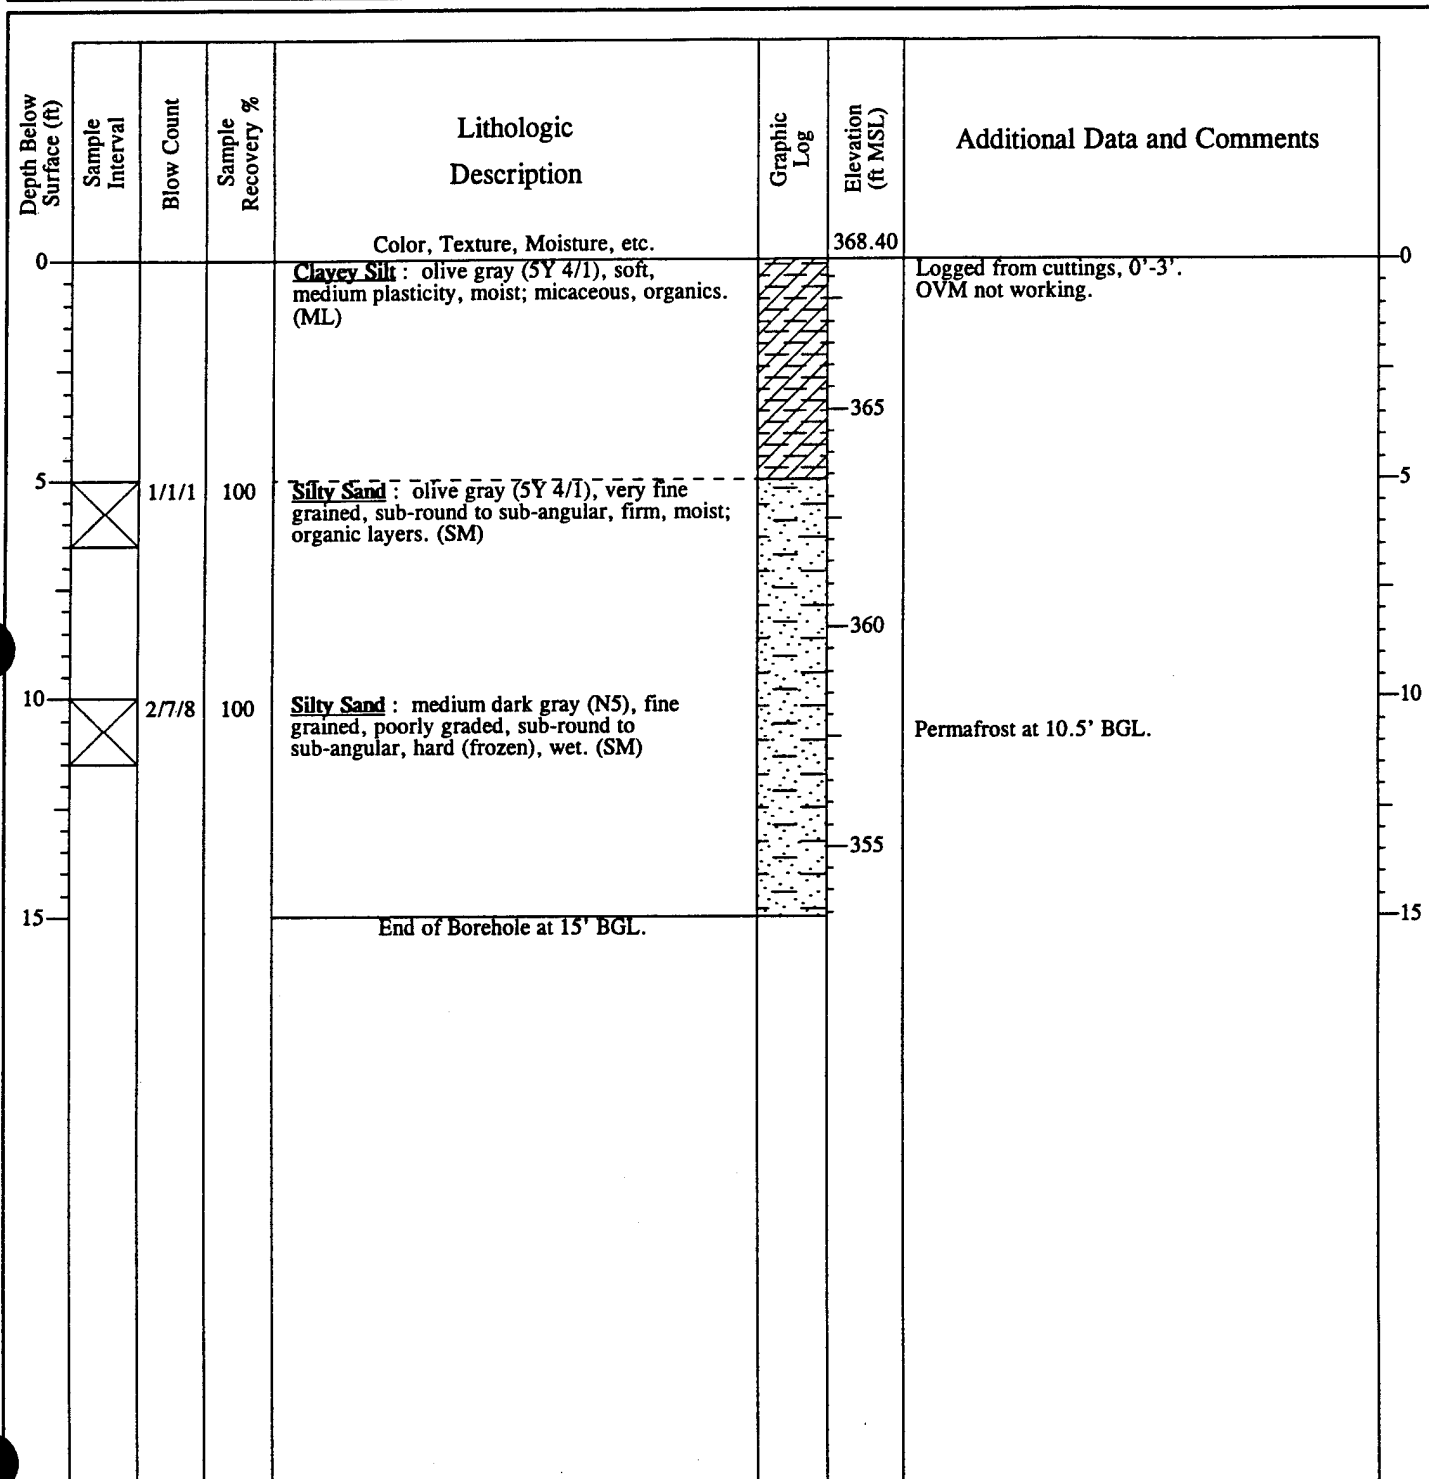 Depth Below
Surface (ft)
Sample
Interval
Blow Count
Sample
Recovery %
Lithologic
Description
Color, Texture, Moisture, etc.
Graphic
Log
Elevation
(ft MSL)
368.40
Additional Data and Comments
0
Clayey Silt : olive gray (5Y 4/1), soft,
medium plasticity, moist; micaceous, organics.
(ML)
Logged from cuttings, 0'-3'.
OVM not working.
0
365
5
1/1/1
100
Silty Sand : olive gray (5Y 4/1), very fine
grained, sub-round to sub-angular, firm, moist;
organic layers. (SM)
5
360
10
2/7/8
100
Silty Sand : medium dark gray (N5), fine
grained, poorly graded, sub-round to
sub-angular, hard (frozen), wet. (SM)
Permafrost at 10.5' BGL.
10
355
15
End of Borehole at 15' BGL.
15